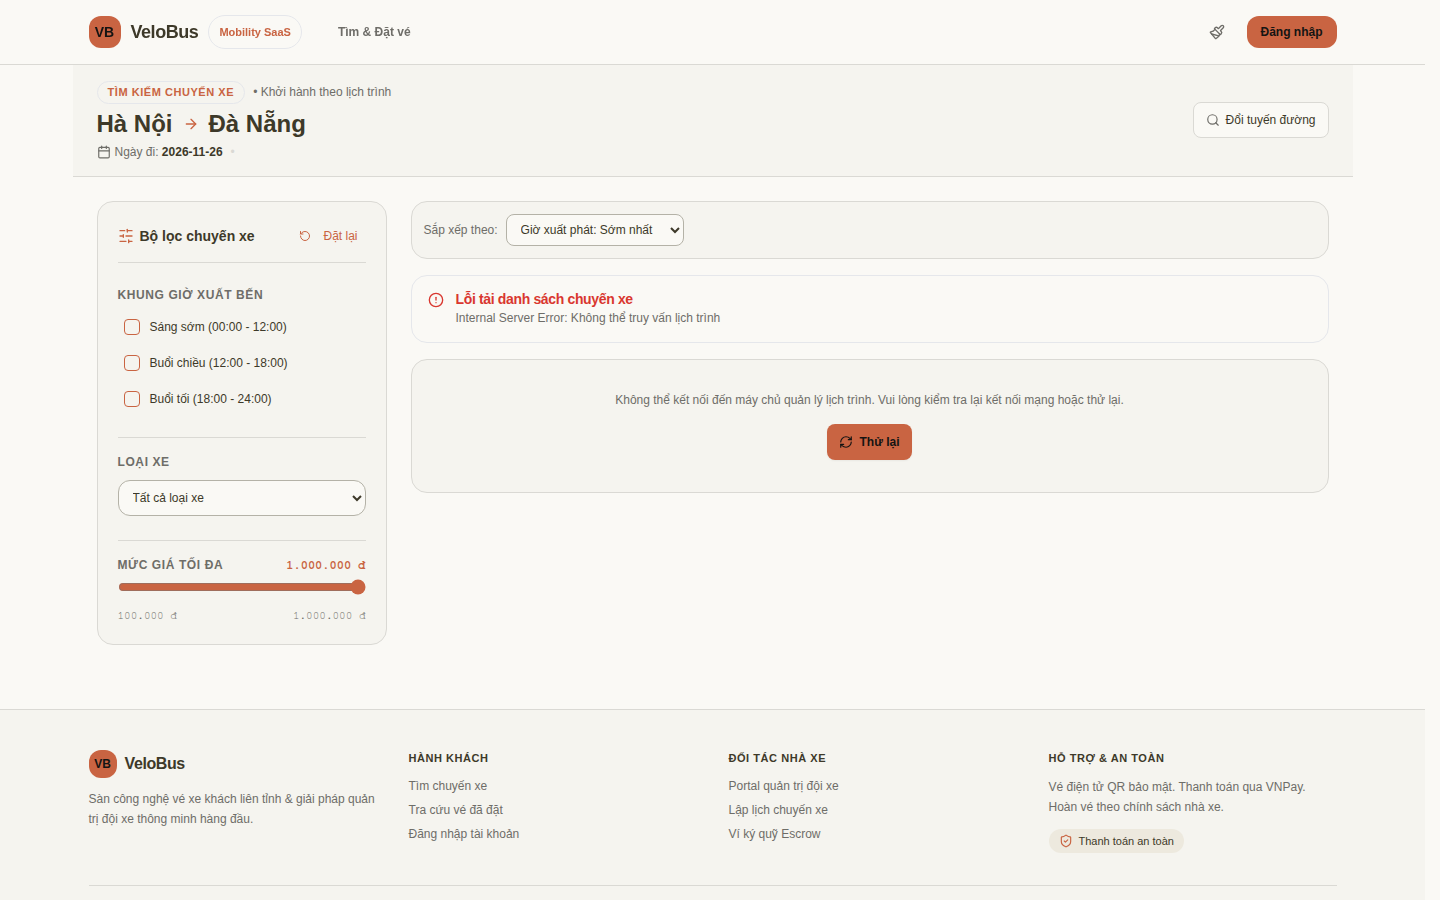 VB VeloBus Mobility SaaS Tìm & Đặt vé Đăng nhập
TÌM KIẾM CHUYẾN XE • Khởi hành theo lịch trình
Hà Nội → Đà Nẵng
Đổi tuyến đường
Ngày đi: 2026-11-26 •
Bộ lọc chuyến xe Đặt lại
KHUNG GIỜ XUẤT BẾN
Sáng sớm (00:00 - 12:00)
Buổi chiều (12:00 - 18:00)
Buổi tối (18:00 - 24:00)
LOẠI XE
Tất cả loại xe
MỨC GIÁ TỐI ĐA 1.000.000 đ
100.000 đ 1.000.000 đ
Sắp xếp theo: Giờ xuất phát: Sớm nhất
Lỗi tải danh sách chuyến xe
Internal Server Error: Không thể truy vấn lịch trình
Không thể kết nối đến máy chủ quản lý lịch trình. Vui lòng kiểm tra lại kết nối mạng hoặc thử lại.
Thử lại
VB VeloBus
Sàn công nghệ vé xe khách liên tỉnh & giải pháp quản
trị đội xe thông minh hàng đầu.
HÀNH KHÁCH
Tìm chuyến xe
Tra cứu vé đã đặt
Đăng nhập tài khoản
ĐỐI TÁC NHÀ XE
Portal quản trị đội xe
Lập lịch chuyến xe
Ví ký quỹ Escrow
HỖ TRỢ & AN TOÀN
Vé điện tử QR bảo mật. Thanh toán qua VNPay.
Hoàn vé theo chính sách nhà xe.
Thanh toán an toàn